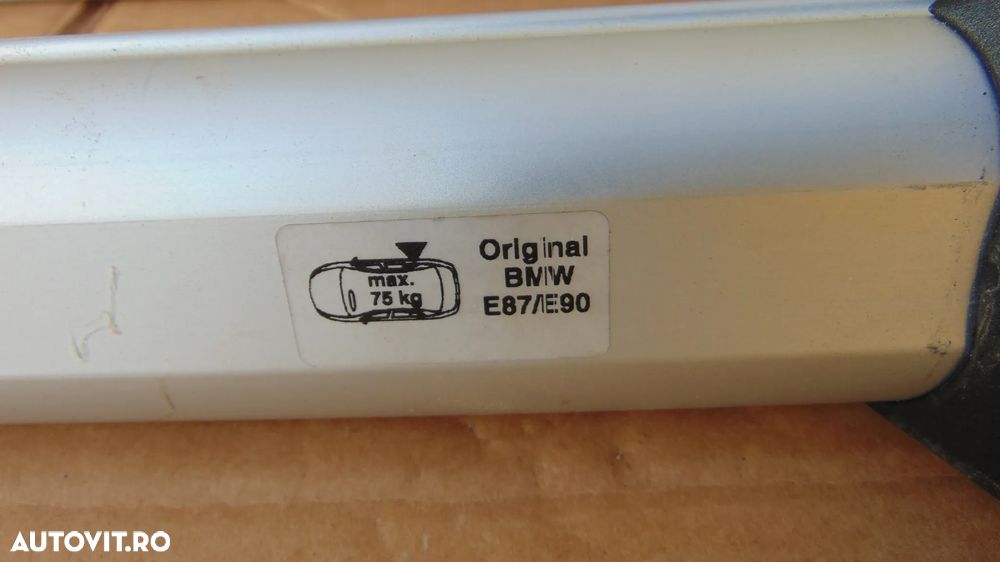 max.
75 kg
Original
BMW
E87/E90
AUTOVIT.RO